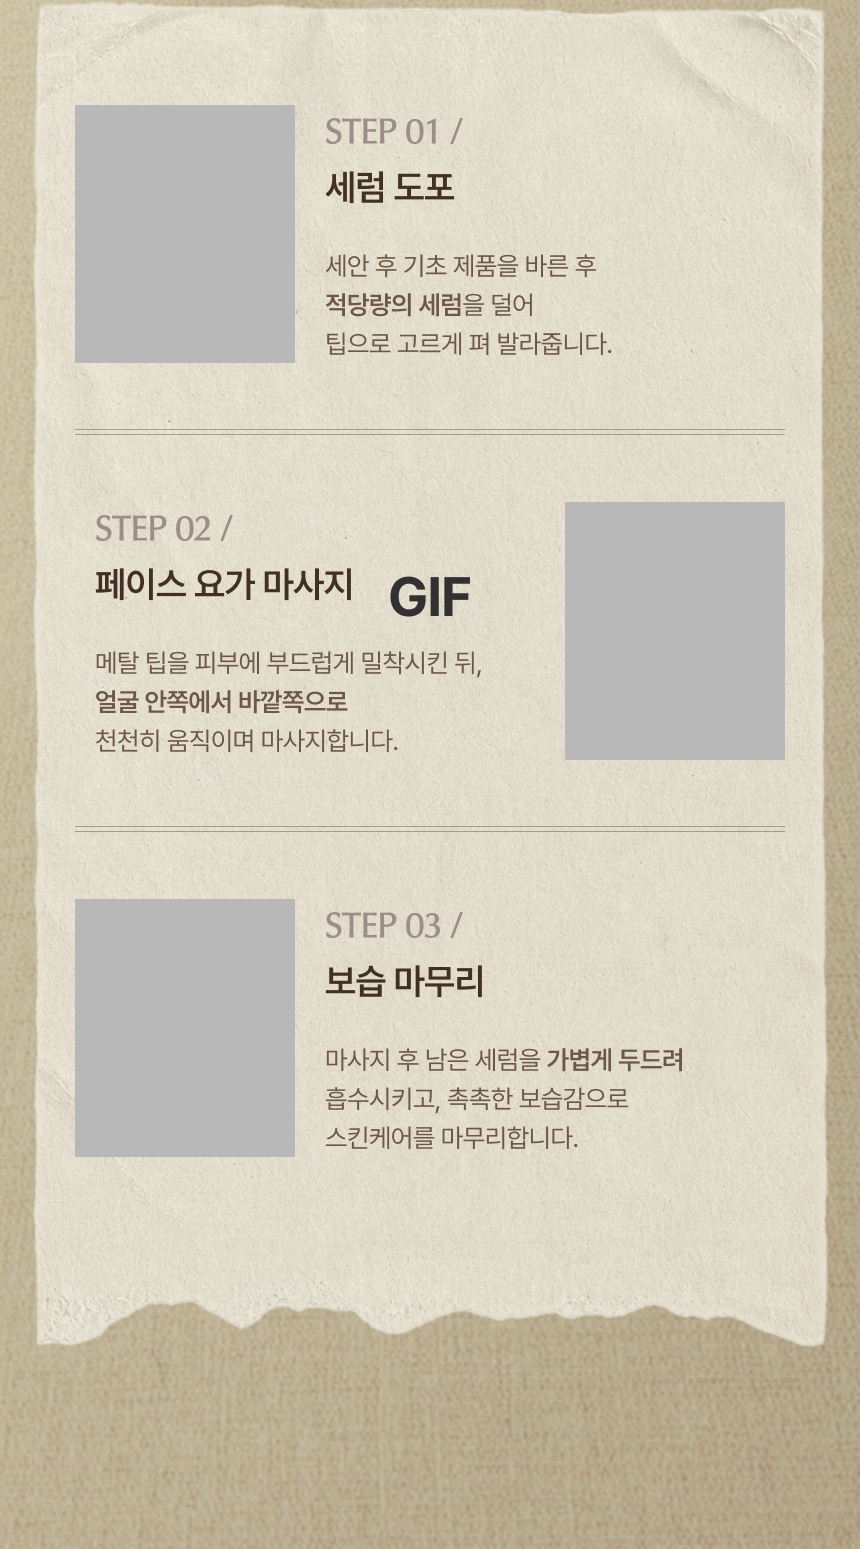 STEP 01 /
세럼 도포
세안 후 기초 제품을 바른 후
적당량의 세럼을 덜어
팁으로 고르게 펴 발라줍니다.
STEP 02 /
페이스 요가 마사지
GIF
메탈 팁을 피부에 부드럽게 밀착시킨 뒤,
얼굴 안쪽에서 바깥쪽으로
천천히 움직이며 마사지합니다.
STEP 03 /
보습 마무리
마사지 후 남은 세럼을 가볍게 두드려
흡수시키고, 촉촉한 보습감으로
스킨케어를 마무리합니다.